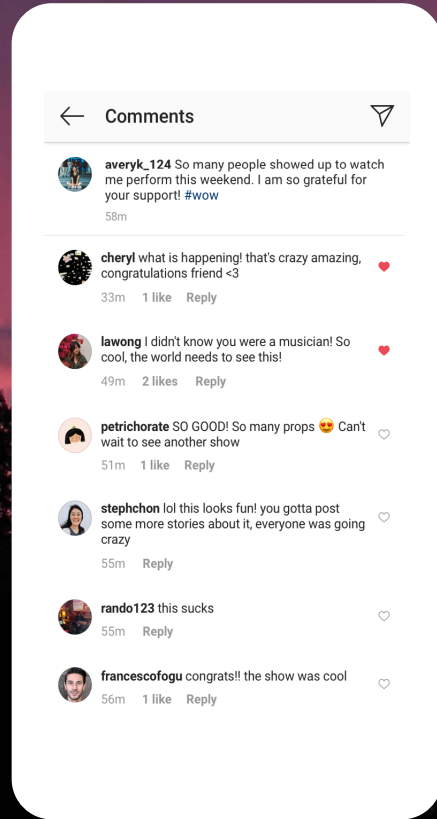 Comments
averyk_124 So many people showed up to watch
me perform this weekend. I am so grateful for
your support! #wow
58m
cheryl what is happening! that's crazy amazing,
congratulations friend <3
33m 1 like Reply
lawong I didn't know you were a musician! So
cool, the world needs to see this!
49m 2 likes Reply
petrichorate SO GOOD! So many props 😍 Can't
wait to see another show
51m 1 like Reply
stephchon lol this looks fun! you gotta post
some more stories about it, everyone was going
crazy
55m Reply
rando123 this sucks
55m Reply
francescofogu congrats!! the show was cool
56m 1 like Reply